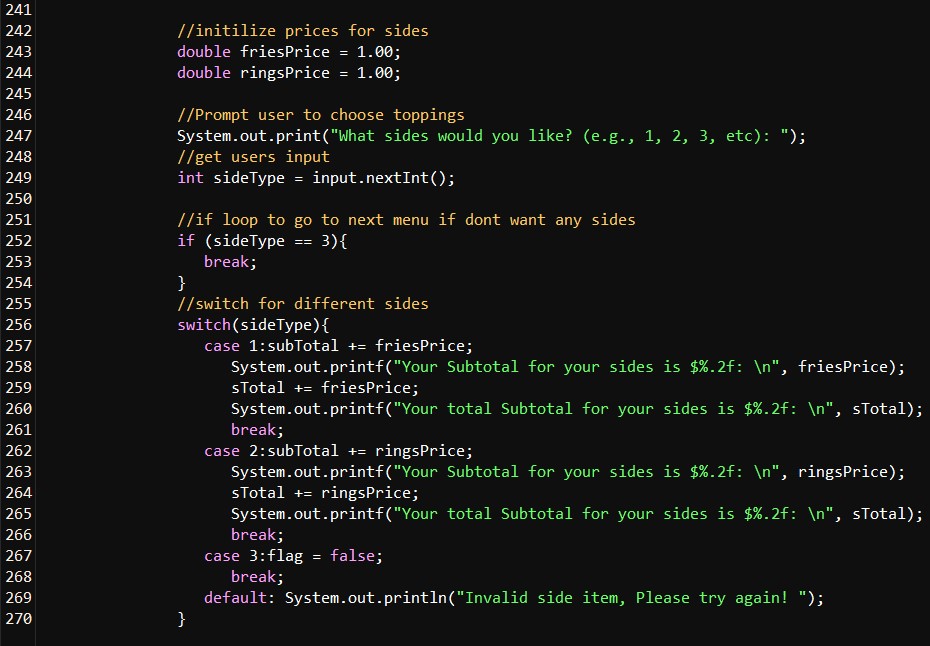 241
242 //initilize prices for sides
243 double friesPrice = 1.00;
244 double ringsPrice = 1.00;
245
246 //Prompt user to choose toppings
247 System.out.print("What sides would you like? (e.g., 1, 2, 3, etc): ");
248 //get users input
249 int sideType = input.nextInt();
250
251 //if loop to go to next menu if dont want any sides
252 if (sideType == 3){
253 break;
254 }
255 //switch for different sides
256 switch(sideType){
257 case 1:subTotal += friesPrice;
258 System.out.printf("Your Subtotal for your sides is $%.2f: \n", friesPrice);
259 sTotal += friesPrice;
260 System.out.printf("Your total Subtotal for your sides is $%.2f: \n", sTotal);
261 break;
262 case 2:subTotal += ringsPrice;
263 System.out.printf("Your Subtotal for your sides is $%.2f: \n", ringsPrice);
264 sTotal += ringsPrice;
265 System.out.printf("Your total Subtotal for your sides is $%.2f: \n", sTotal);
266 break;
267 case 3:flag = false;
268 break;
269 default: System.out.println("Invalid side item, Please try again! ");
270 }